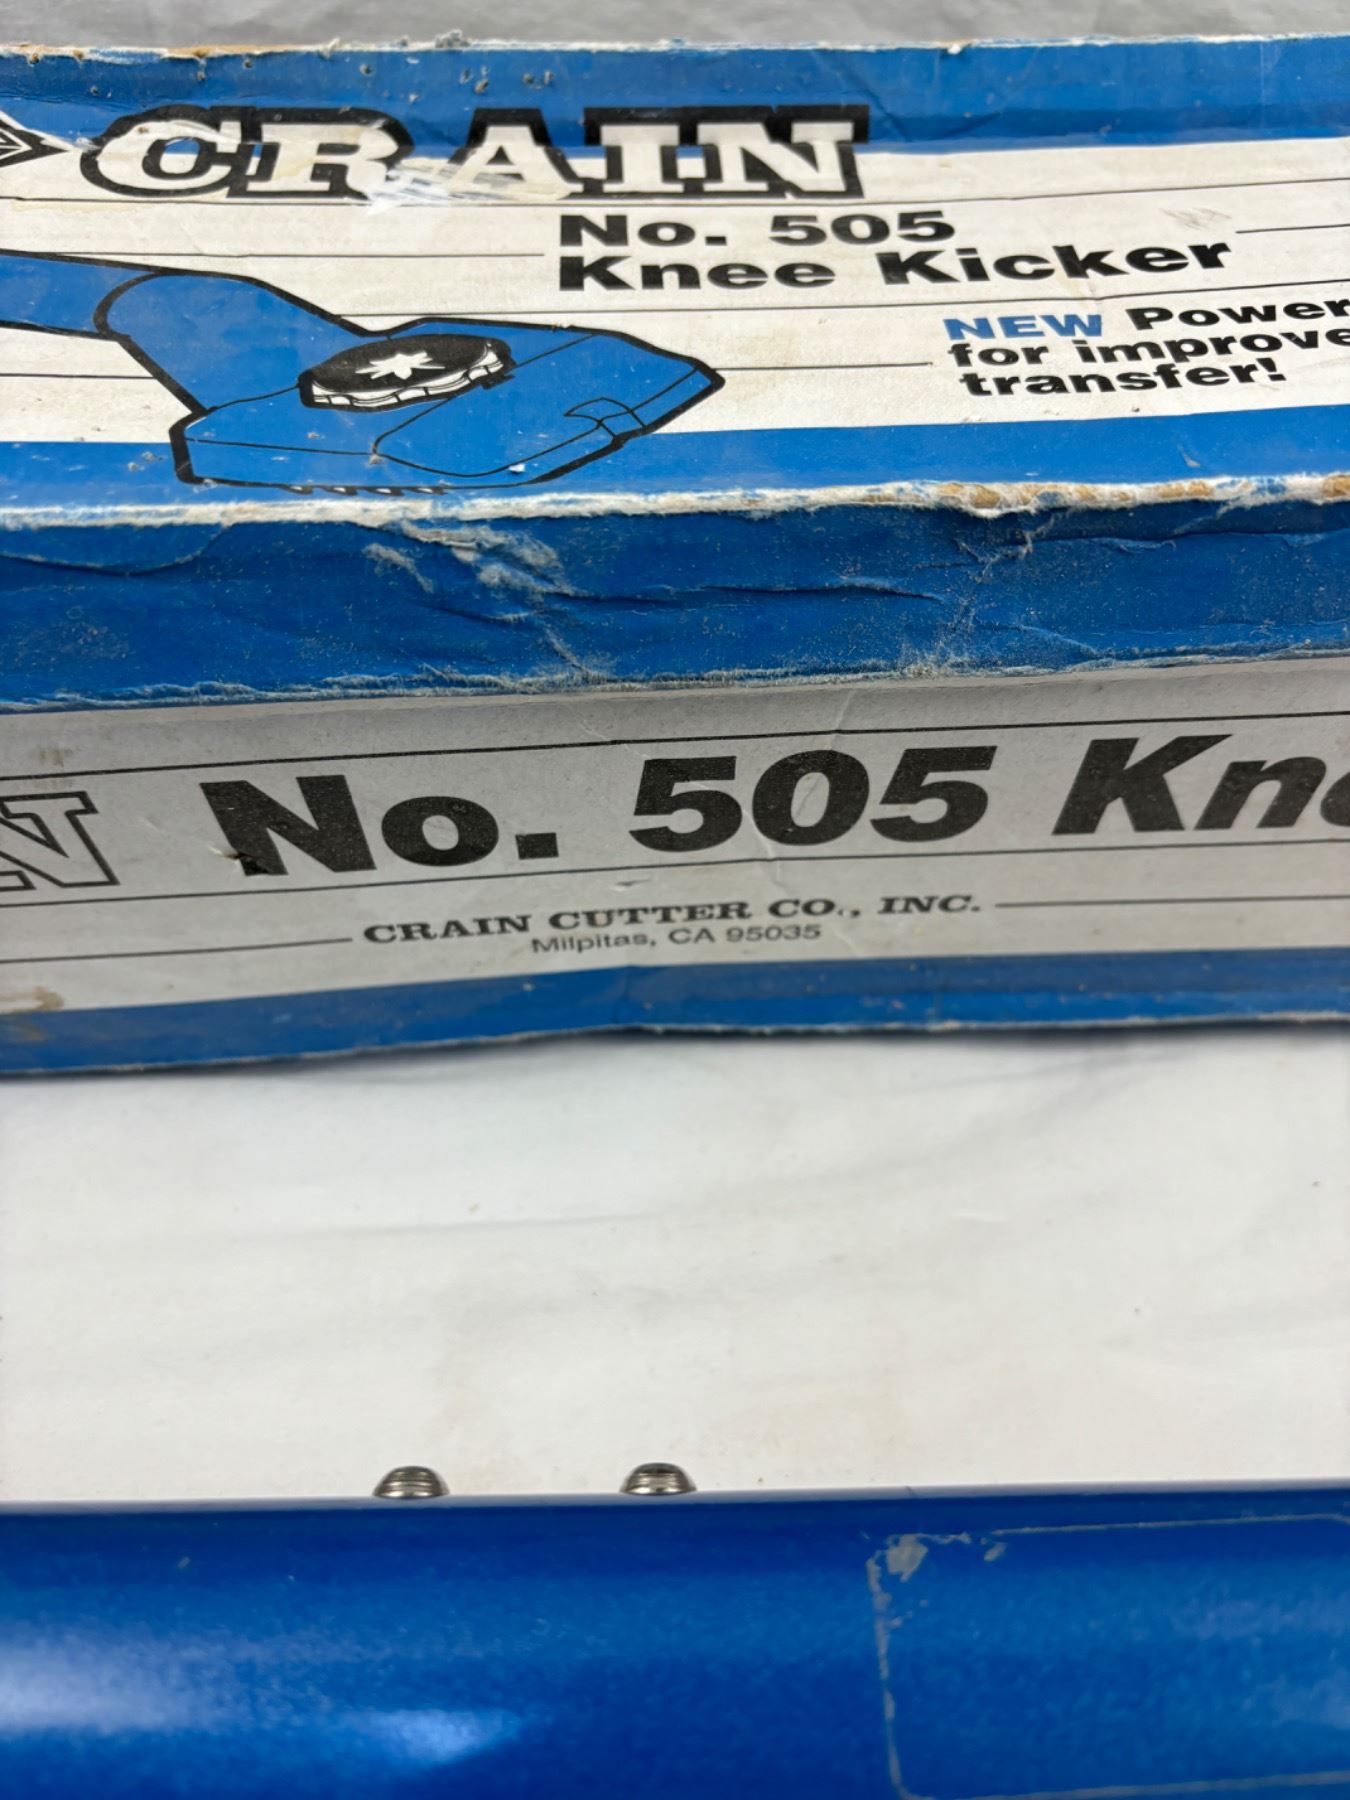 CRAIN
No. 505
Knee Kicker
NEW Power
for improve
transfer!
N No. 505 Kne
CRAIN CUTTER CO., INC.
Milpitas, CA 95035